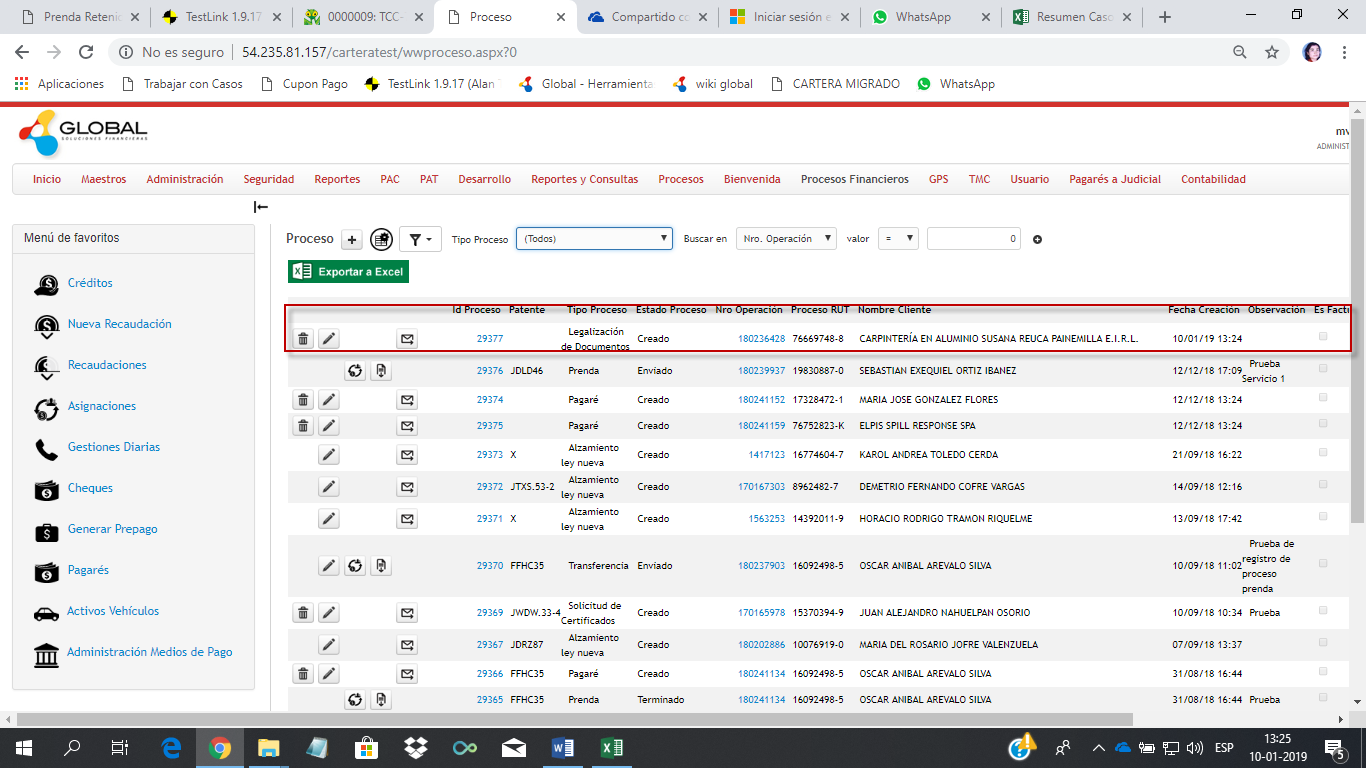 Prenda Retenic
TestLink 1.9.17
0000009: TCC-
Proceso
Compartido co
Iniciar sesión e
WhatsApp
Resumen Caso
No es seguro
54.235.81.157/carteratest/wwproceso.aspx?0
Aplicaciones
Trabajar con Casos
Cupon Pago
TestLink 1.9.17 (Alan
Global - Herramienta
wiki global
CARTERA MIGRADO
WhatsApp
GLOBAL
SOLUCIONES FINANCIERAS
mv
ADMINIST
Inicio Maestros Administración Seguridad Reportes PAC PAT Desarrollo Reportes y Consultas Procesos Bienvenida Procesos Financieros GPS TMC Usuario Pagarés a Judicial Contabilidad
Menú de favoritos
Créditos
Nueva Recaudación
Recaudaciones
Asignaciones
Gestiones Diarias
Cheques
Generar Prepago
Pagarés
Activos Vehículos
Administración Medios de Pago
Proceso Tipo Proceso (Todos) Buscar en Nro. Operación valor = 0
Exportar a Excel
Id Proceso Patente Tipo Proceso Estado Proceso Nro Operación Proceso RUT Nombre Cliente Fecha Creación Observación Es Factu
29377 Legalización de Documentos Creado 180236428 76669748-8 CARPINTERÍA EN ALUMINIO SUSANA REUCA PAINEMILLA E.I.R.L. 10/01/19 13:24
29376 JDLD46 Prenda Enviado 180239937 19830887-0 SEBASTIAN EXEQUIEL ORTIZ IBANEZ 12/12/18 17:09 Prueba Servicio 1
29374 Pagaré Creado 180241152 17328472-1 MARIA JOSE GONZALEZ FLORES 12/12/18 13:24
29375 Pagaré Creado 180241159 76752823-K ELPIS SPILL RESPONSE SPA 12/12/18 13:24
29373 X Alzamiento ley nueva Creado 1417123 16774604-7 KAROL ANDREA TOLEDO CERDA 21/09/18 16:22
29372 JTXS.53-2 Alzamiento ley nueva Creado 170167303 8962482-7 DEMETRIO FERNANDO COFRE VARGAS 14/09/18 12:16
29371 X Alzamiento ley nueva Creado 1563253 14392011-9 HORACIO RODRIGO TRAMON RIQUELME 13/09/18 17:42
29370 FFHC35 Transferencia Enviado 180237903 16092498-5 OSCAR ANIBAL AREVALO SILVA 10/09/18 11:02 Prueba de registro de proceso prenda
29369 JWDW.33-4 Solicitud de Certificados Creado 170165978 15370394-9 JUAN ALEJANDRO NAHUELPAN OSORIO 10/09/18 10:34 Prueba
29367 JDRZ87 Alzamiento ley nueva Creado 180202886 10076919-0 MARIA DEL ROSARIO JOFRE VALENZUELA 07/09/18 13:37
29366 FFHC35 Pagaré Creado 180241134 16092498-5 OSCAR ANIBAL AREVALO SILVA 31/08/18 16:44
29365 FFHC35 Prenda Terminado 180241134 16092498-5 OSCAR ANIBAL AREVALO SILVA 31/08/18 16:44 Prueba
ESP
13:25
10-01-2019
5